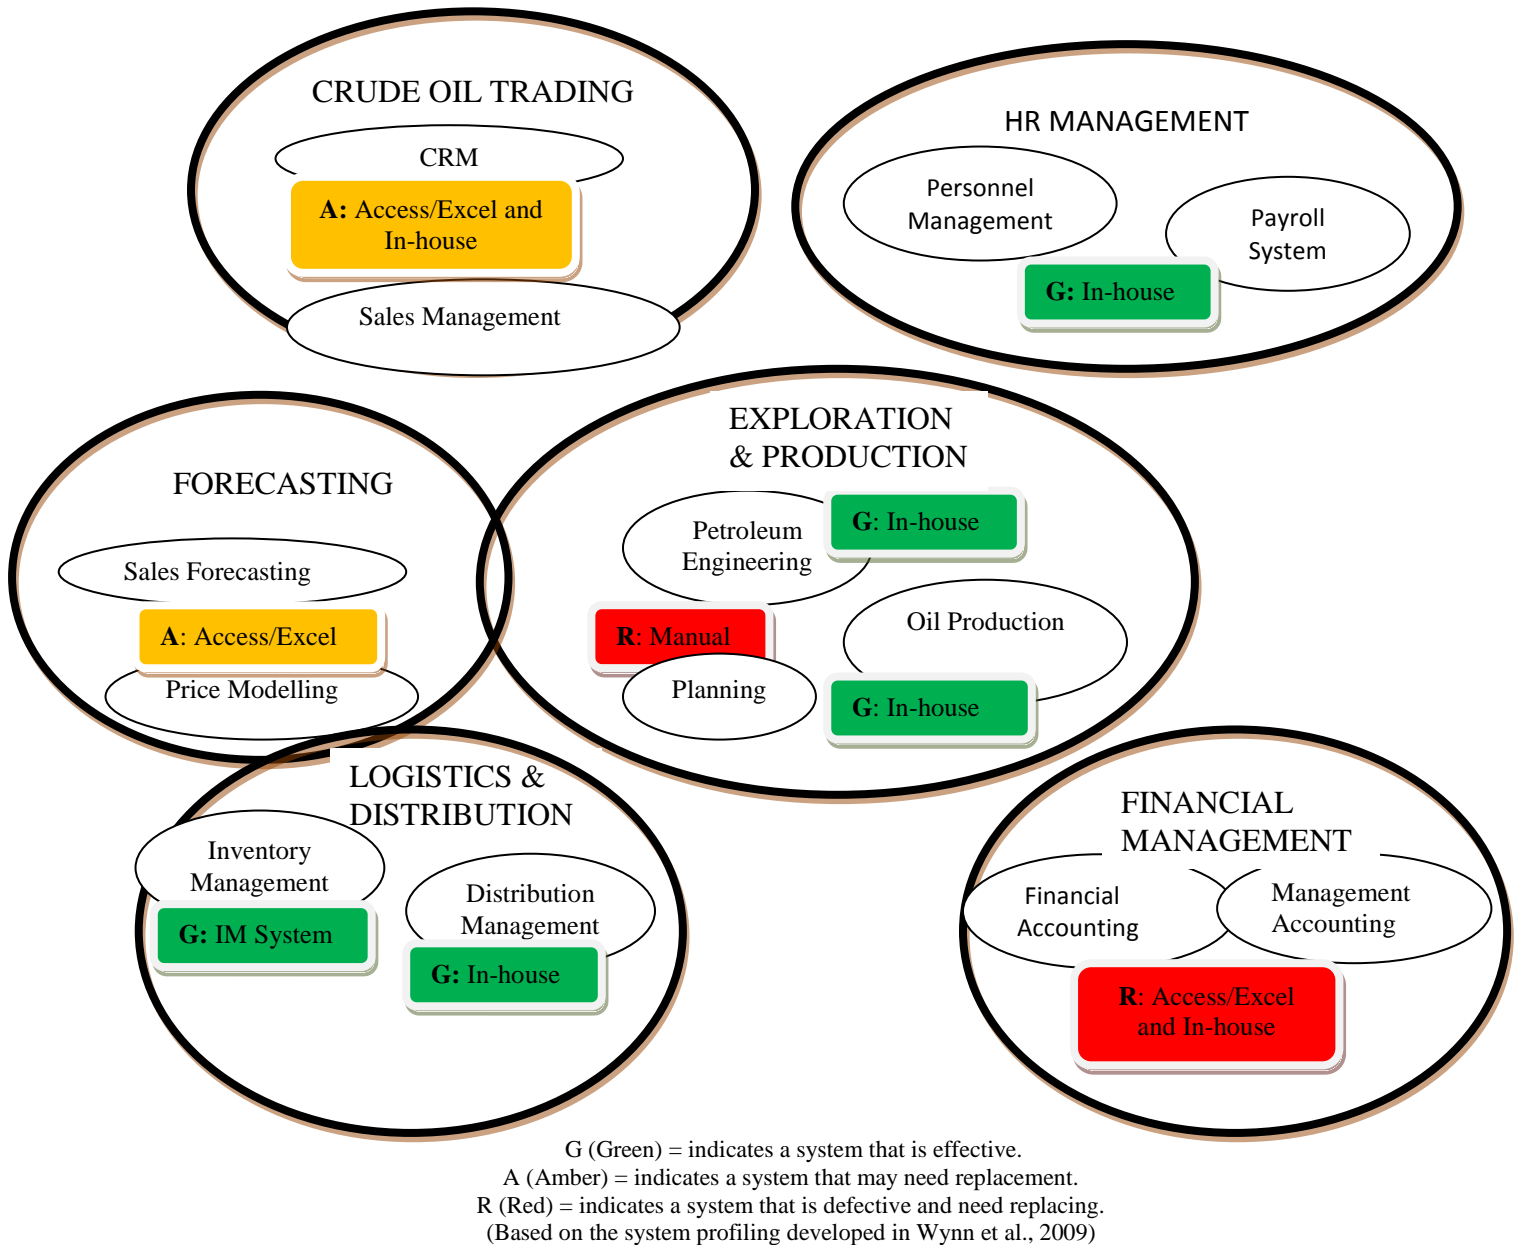 CRUDE OIL TRADING
CRM
A: Access/Excel and
In-house
Sales Management
HR MANAGEMENT
Personnel
Management
Payroll
System
G: In-house
FORECASTING
Sales Forecasting
A: Access/Excel
Price Modelling
EXPLORATION
& PRODUCTION
Petroleum
Engineering
G: In-house
R: Manual
Planning
Oil Production
G: In-house
LOGISTICS &
DISTRIBUTION
Inventory
Management
G: IM System
Distribution
Management
G: In-house
FINANCIAL
MANAGEMENT
Financial
Accounting
Management
Accounting
R: Access/Excel
and In-house
G (Green) = indicates a system that is effective.
A (Amber) = indicates a system that may need replacement.
R (Red) = indicates a system that is defective and need replacing.
(Based on the system profiling developed in Wynn et al., 2009)